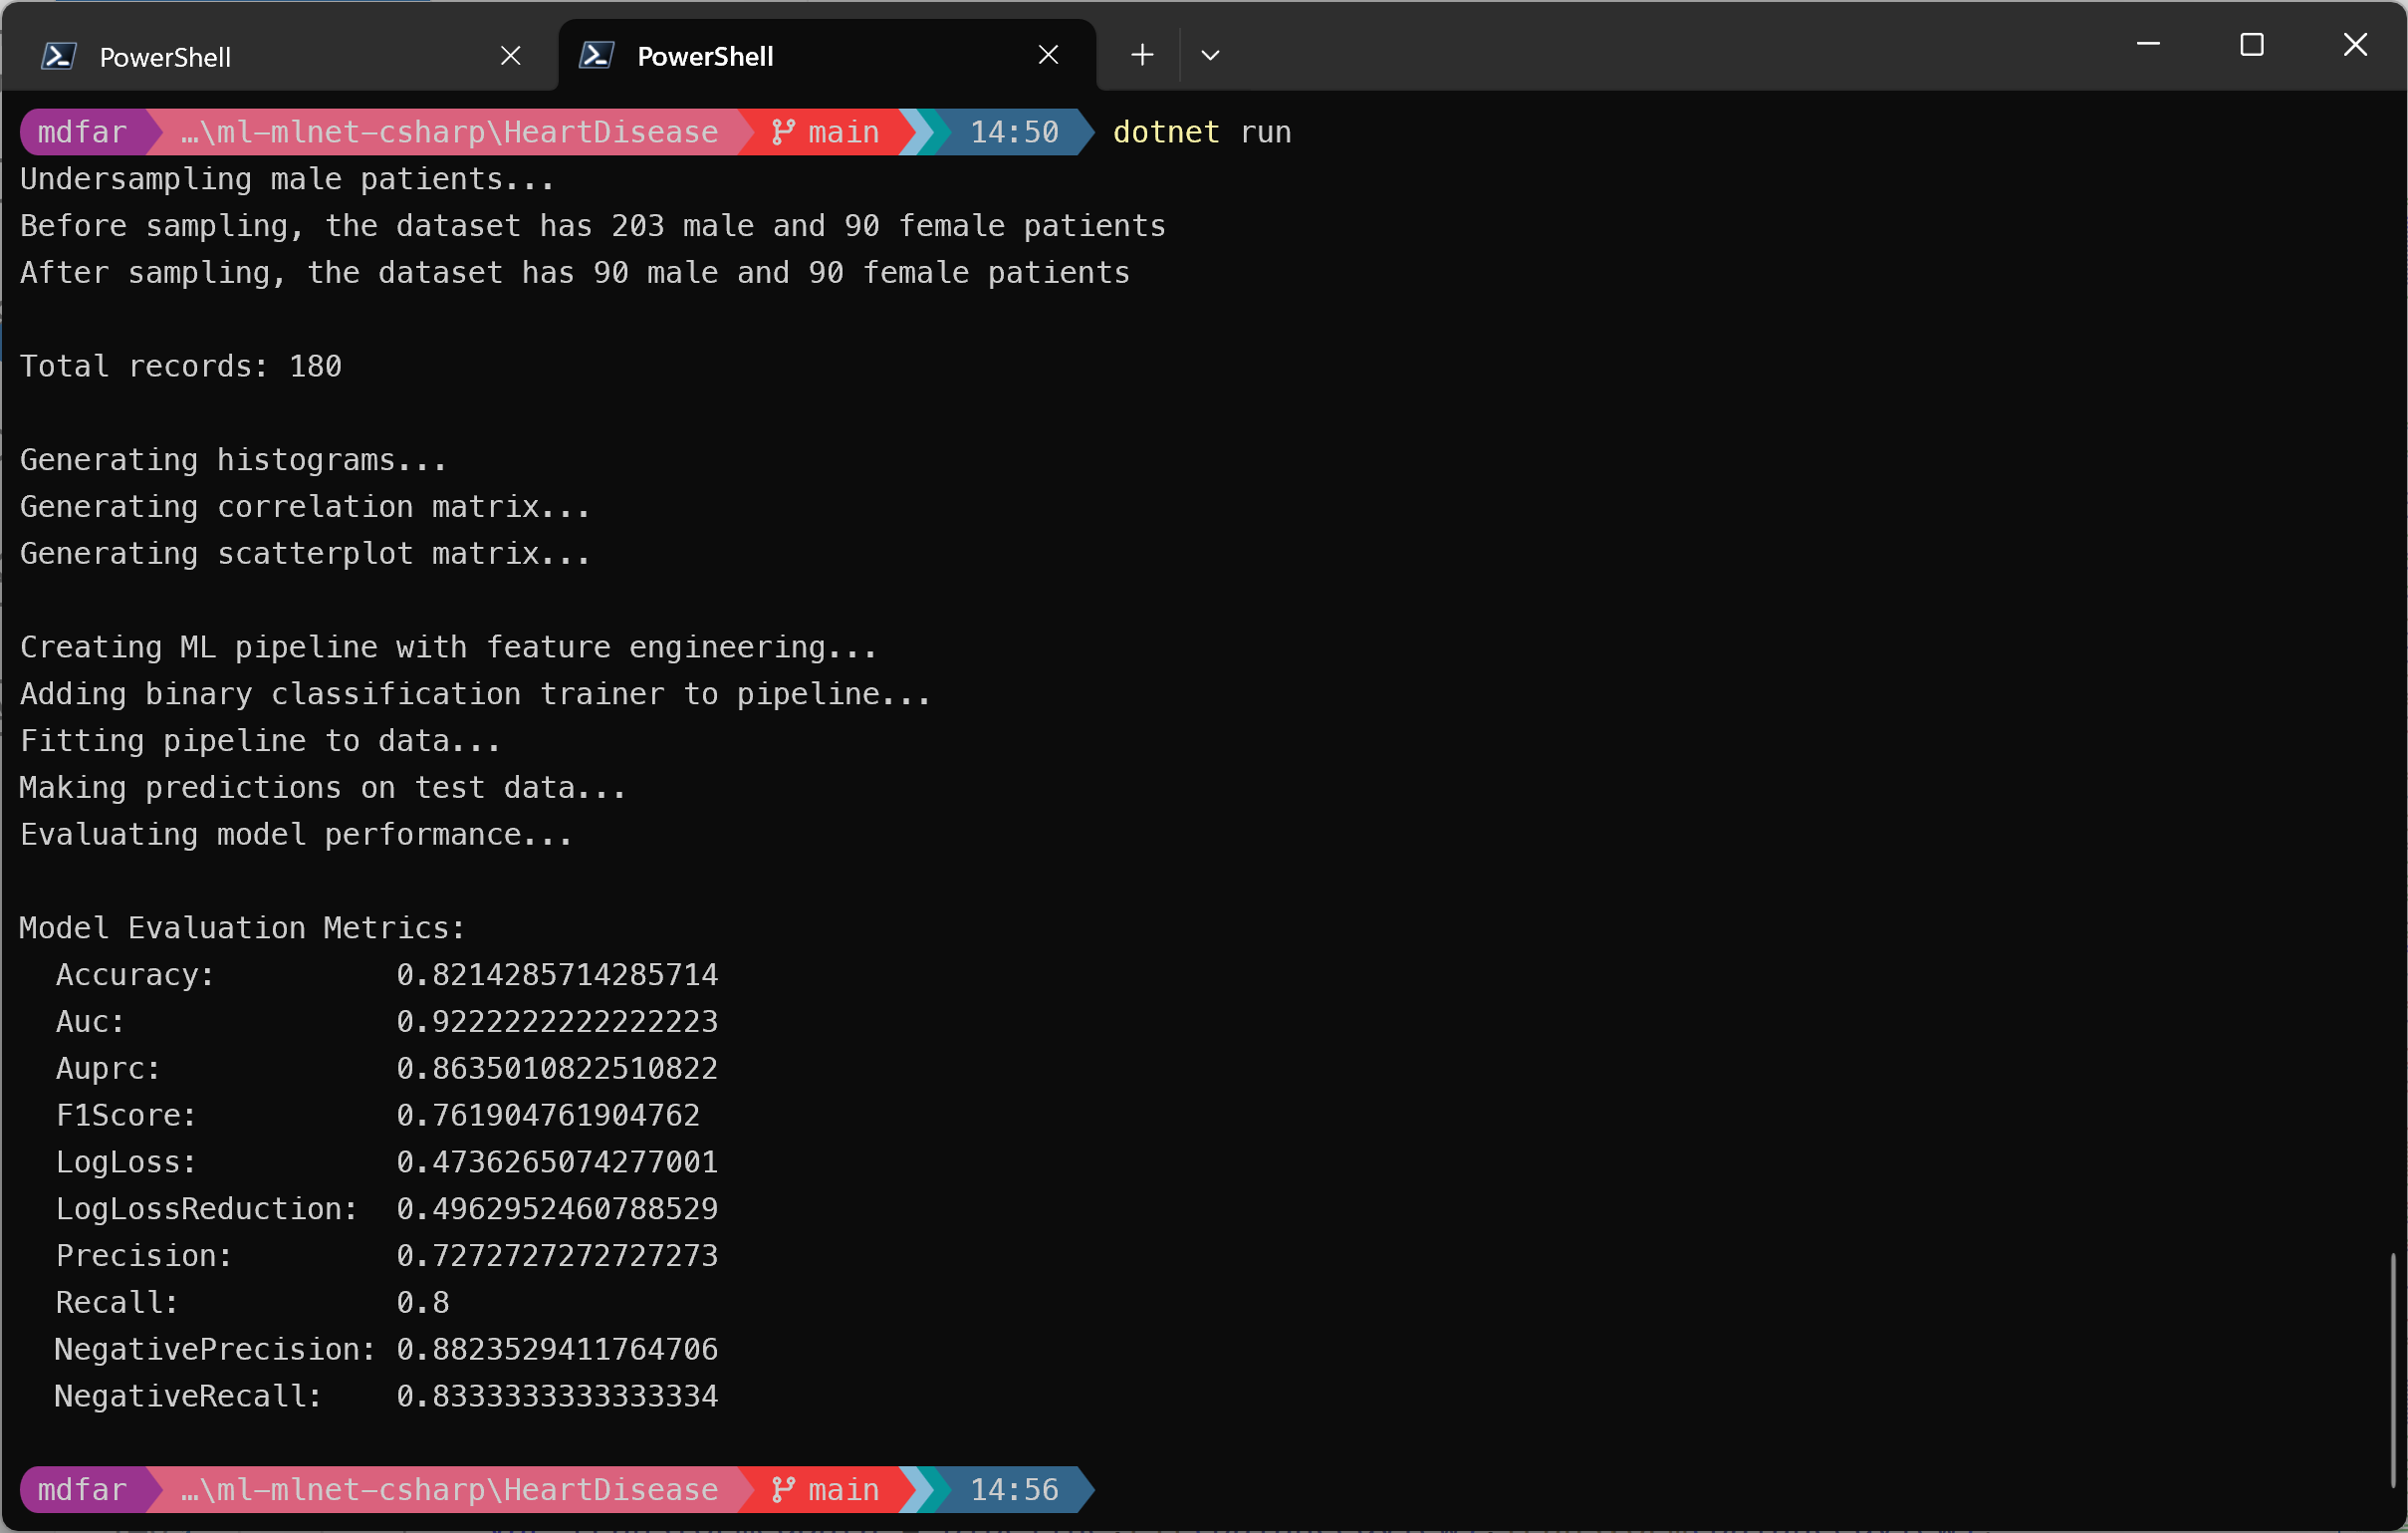 PowerShell PowerShell
mdfar …\ml-mlnet-csharp\HeartDisease main 14:50 dotnet run
Undersampling male patients...
Before sampling, the dataset has 203 male and 90 female patients
After sampling, the dataset has 90 male and 90 female patients
Total records: 180
Generating histograms...
Generating correlation matrix...
Generating scatterplot matrix...
Creating ML pipeline with feature engineering...
Adding binary classification trainer to pipeline...
Fitting pipeline to data...
Making predictions on test data...
Evaluating model performance...
Model Evaluation Metrics:
Accuracy: 0.8214285714285714
Auc: 0.9222222222222223
Auprc: 0.8635010822510822
F1Score: 0.761904761904762
LogLoss: 0.4736265074277001
LogLossReduction: 0.4962952460788529
Precision: 0.7272727272727273
Recall: 0.8
NegativePrecision: 0.8823529411764706
NegativeRecall: 0.8333333333333334
mdfar …\ml-mlnet-csharp\HeartDisease main 14:56